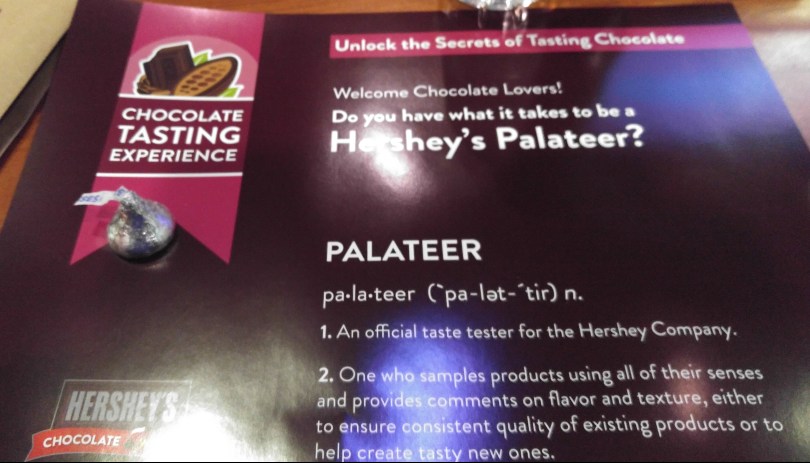 Unlock the Secrets of Tasting Chocolate
Welcome Chocolate Lovers!
Do you have what it takes to be a
Hershey's Palateer?
CHOCOLATE
TASTING
EXPERIENCE
PALATEER
pa•la•teer (`pa-lət-´tir) n.
1. An official taste tester for the Hershey Company.
2. One who samples products using all of their senses
and provides comments on flavor and texture, either
to ensure consistent quality of existing products or to
help create tasty new ones.
HERSHEY'S
CHOCOLATE